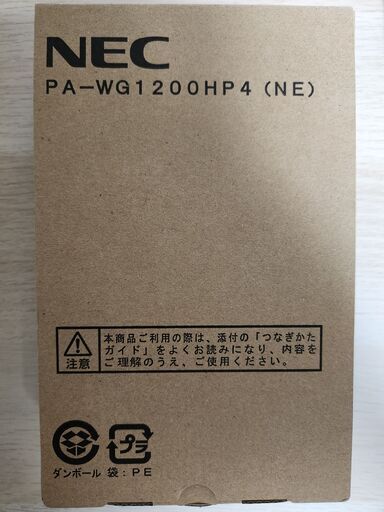 NEC
PA-WG1200HP4(NE)
本商品ご利用の際は、添付の「つなぎかた
ガイド」をよくお読みになり、内容を
ご理解のうえ、ご使用ください。
注意
プラ
ダンボール 袋:PE